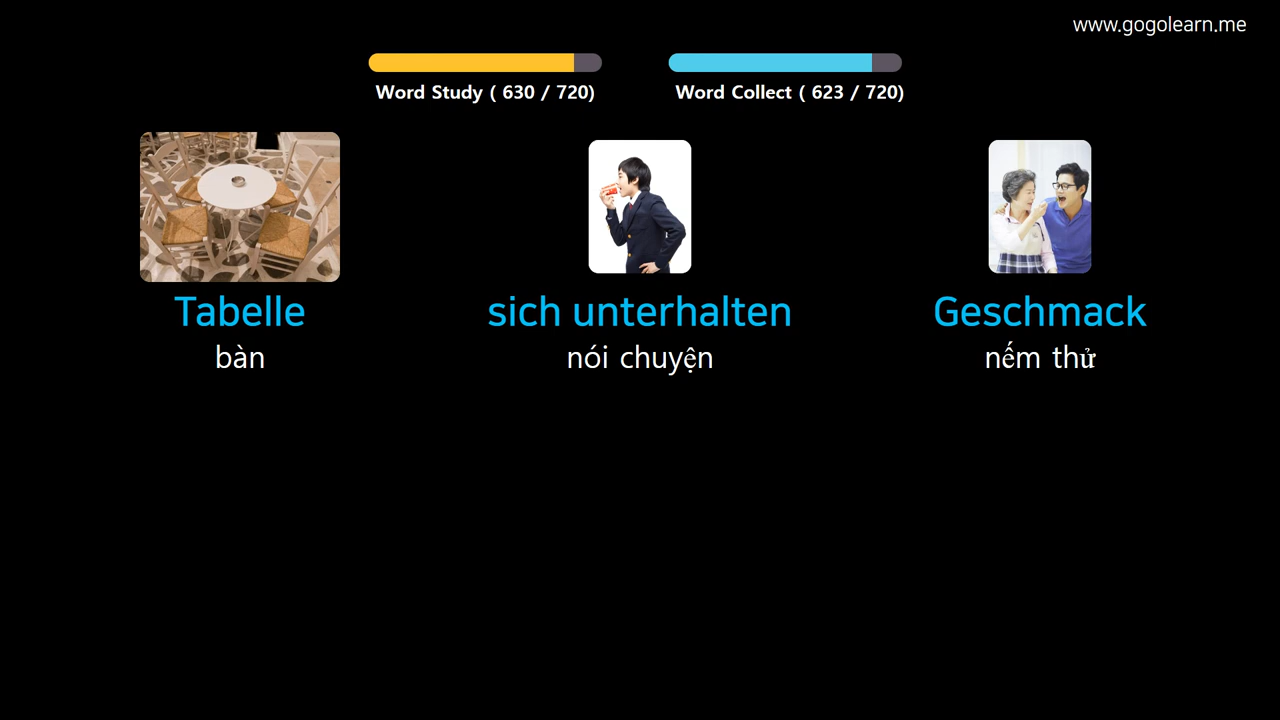 www.gogolearn.me
Word Study ( 630 / 720)
Word Collect ( 623 / 720)
Tabelle
bàn
sich unterhalten
nói chuyện
Geschmack
nếm thử